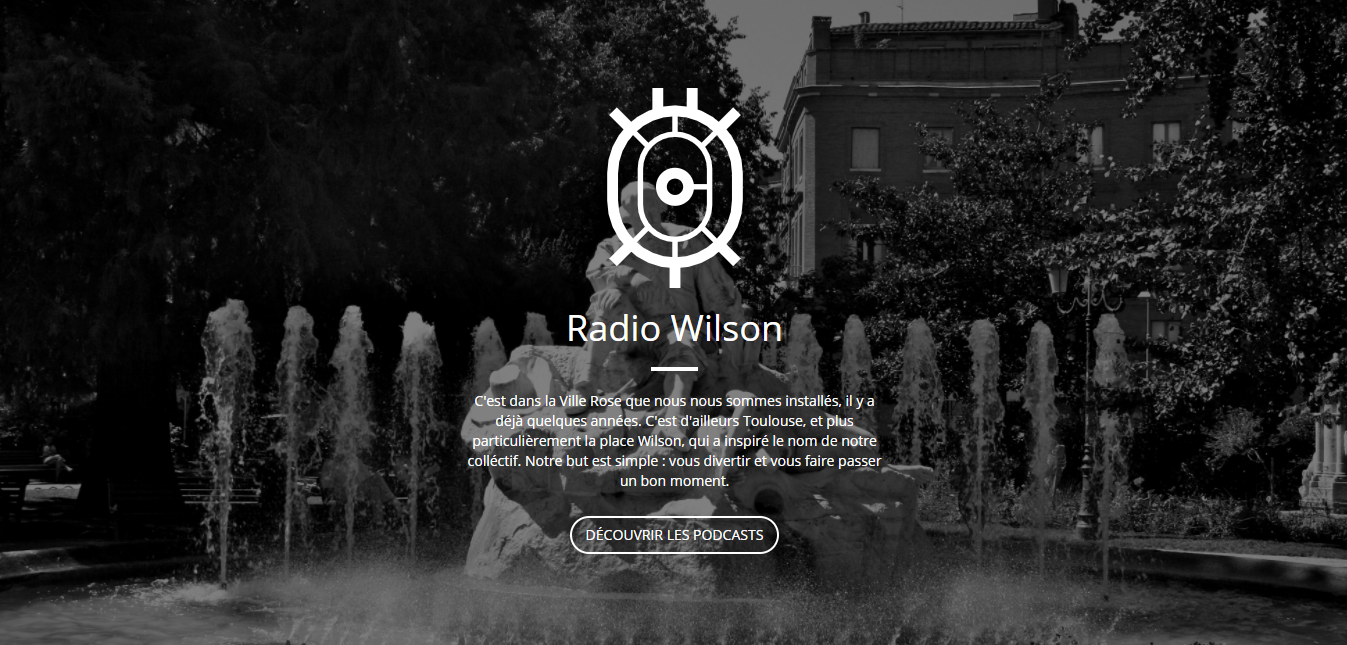 Radio Wilson
C'est dans la Ville Rose que nous nous sommes installés, il y a
déjà quelques années. C'est d'ailleurs Toulouse, et plus
particulièrement la place Wilson, qui a inspiré le nom de notre
colléctif. Notre but est simple : vous divertir et vous faire passer
un bon moment.
DÉCOUVRIR LES PODCASTS